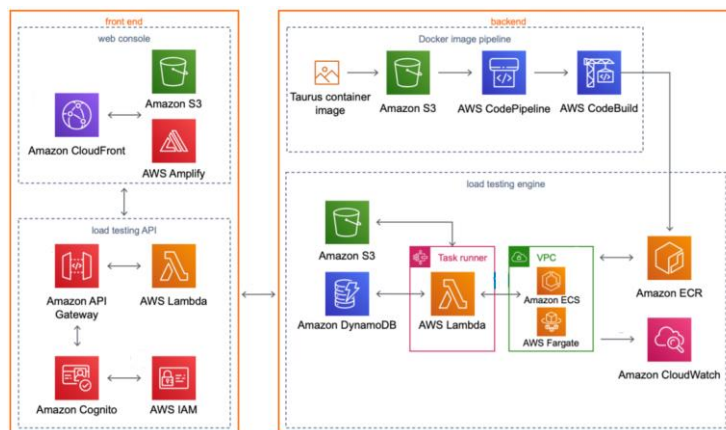 front end
web console
Amazon S3
Amazon CloudFront
AWS Amplify
load testing API
Amazon API
Gateway
AWS Lambda
Amazon Cognito
AWS IAM
backend
Docker image pipeline
Taurus container
image
Amazon S3
AWS CodePipeline
AWS CodeBuild
load testing engine
Amazon S3
Amazon DynamoDB
Task runner
AWS Lambda
VPC
Amazon ECS
AWS Fargate
Amazon ECR
Amazon CloudWatch